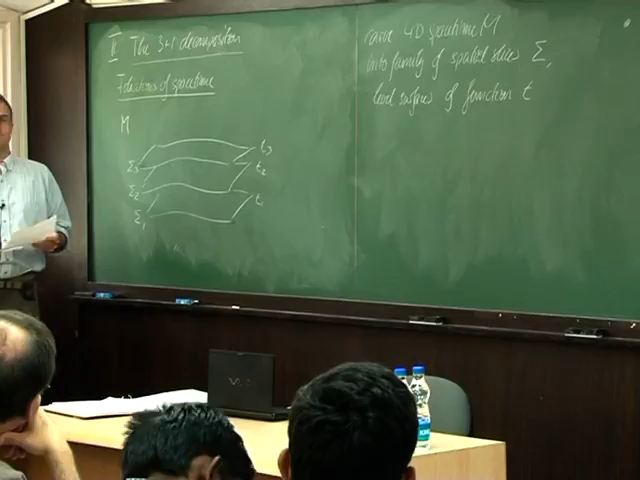 II The 3+1 decomposition
Foliations of spacetime
M
Σ3
Σ2
Σ1
t3
t2
t1
carve 4D spacetime M
into family of spatial slices Σ,
level surfaces of function t
VAIO